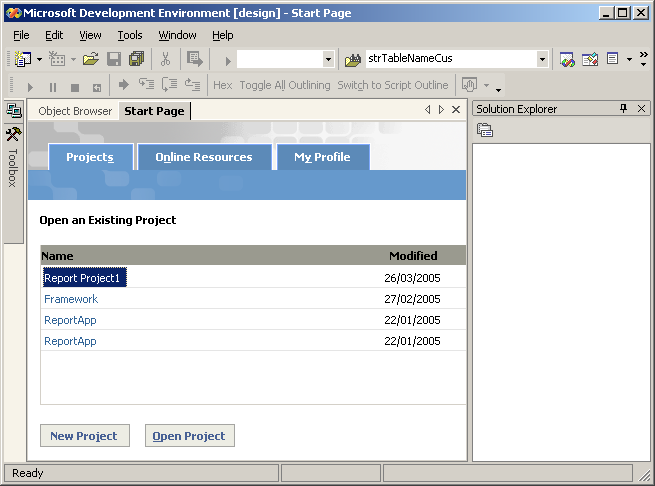 Microsoft Development Environment [design] - Start Page
File Edit View Tools Window Help
strTableNameCus
Hex Toggle All Outlining Switch to Script Outline
Object Browser Start Page
Solution Explorer
Toolbox
Projects Online Resources My Profile
Open an Existing Project
Name Modified
Report Project1 26/03/2005
Framework 27/02/2005
ReportApp 22/01/2005
ReportApp 22/01/2005
New Project Open Project
Ready